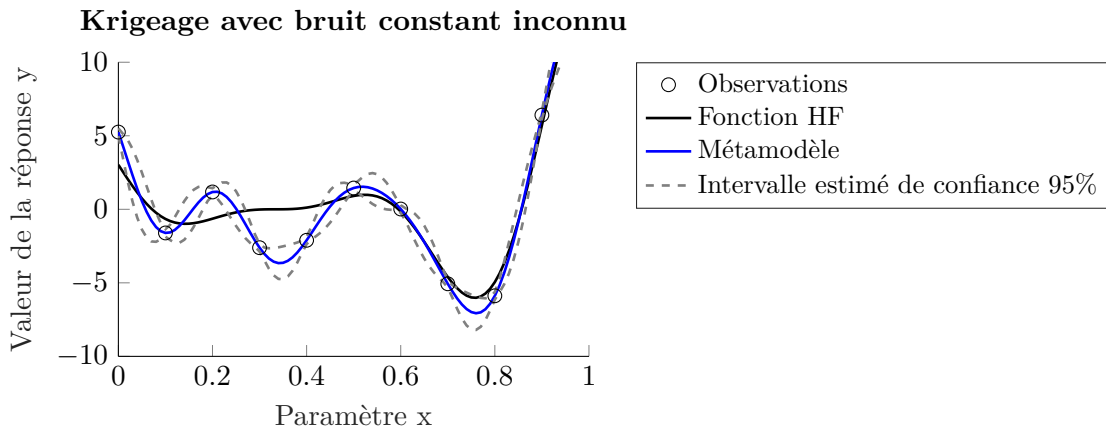 Krigeage avec bruit constant inconnu
10
5
0
−5
−10
0
0.2
0.4
0.6
0.8
1
Valeur de la réponse y
Paramètre x
Observations
Fonction HF
Métamodèle
Intervalle estimé de confiance 95%